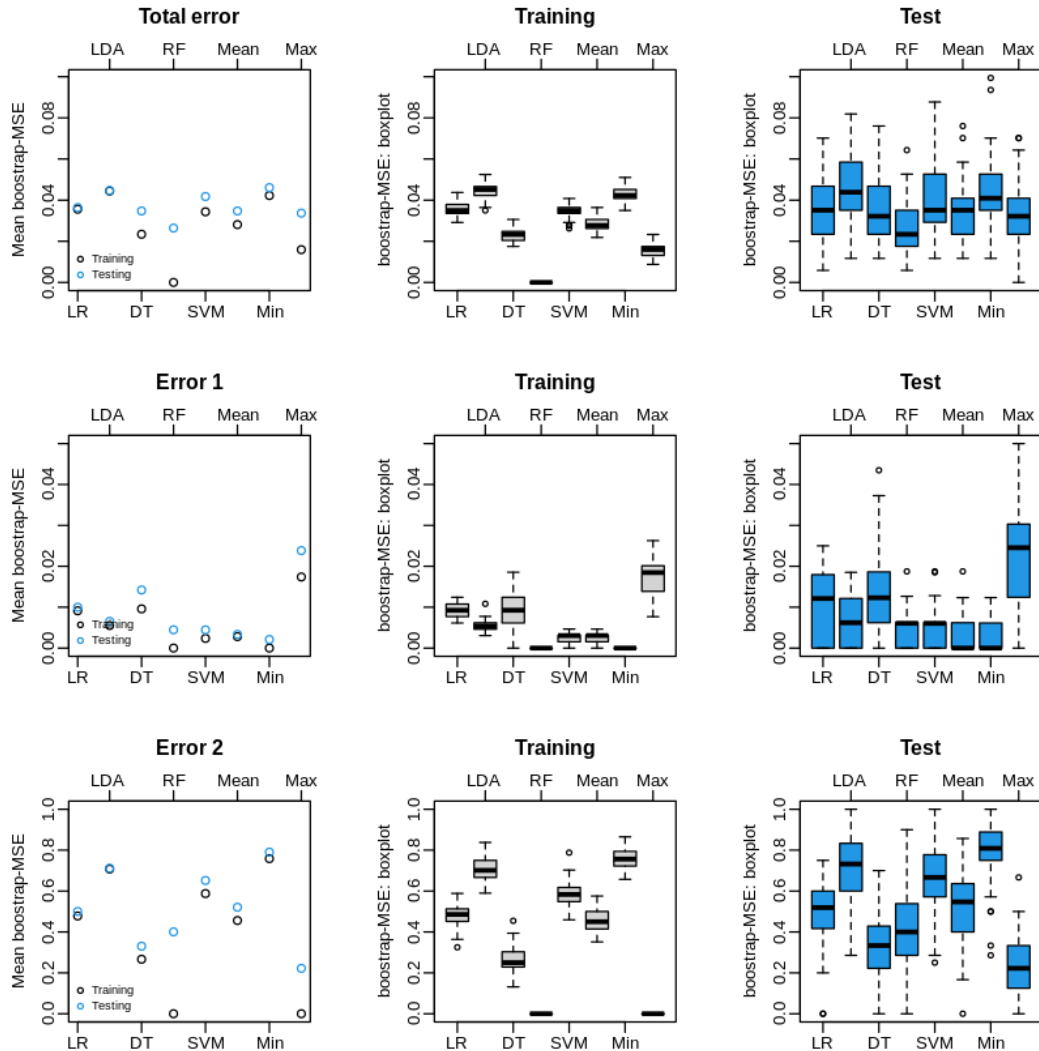 Total error
LDA RF Mean Max
Mean boostrap-MSE
0.00 0.04 0.08
Training
Testing
LR DT SVM Min
Training
LDA RF Mean Max
boostrap-MSE: boxplot
0.00 0.04 0.08
LR DT SVM Min
Test
LDA RF Mean Max
boostrap-MSE: boxplot
0.00 0.04 0.08
LR DT SVM Min
Error 1
LDA RF Mean Max
Mean boostrap-MSE
0.00 0.02 0.04
Training
Testing
LR DT SVM Min
Training
LDA RF Mean Max
boostrap-MSE: boxplot
0.00 0.02 0.04
LR DT SVM Min
Test
LDA RF Mean Max
boostrap-MSE: boxplot
0.00 0.02 0.04
LR DT SVM Min
Error 2
LDA RF Mean Max
Mean boostrap-MSE
0.0 0.2 0.4 0.6 0.8 1.0
Training
Testing
LR DT SVM Min
Training
LDA RF Mean Max
boostrap-MSE: boxplot
0.0 0.2 0.4 0.6 0.8 1.0
LR DT SVM Min
Test
LDA RF Mean Max
boostrap-MSE: boxplot
0.0 0.2 0.4 0.6 0.8 1.0
LR DT SVM Min